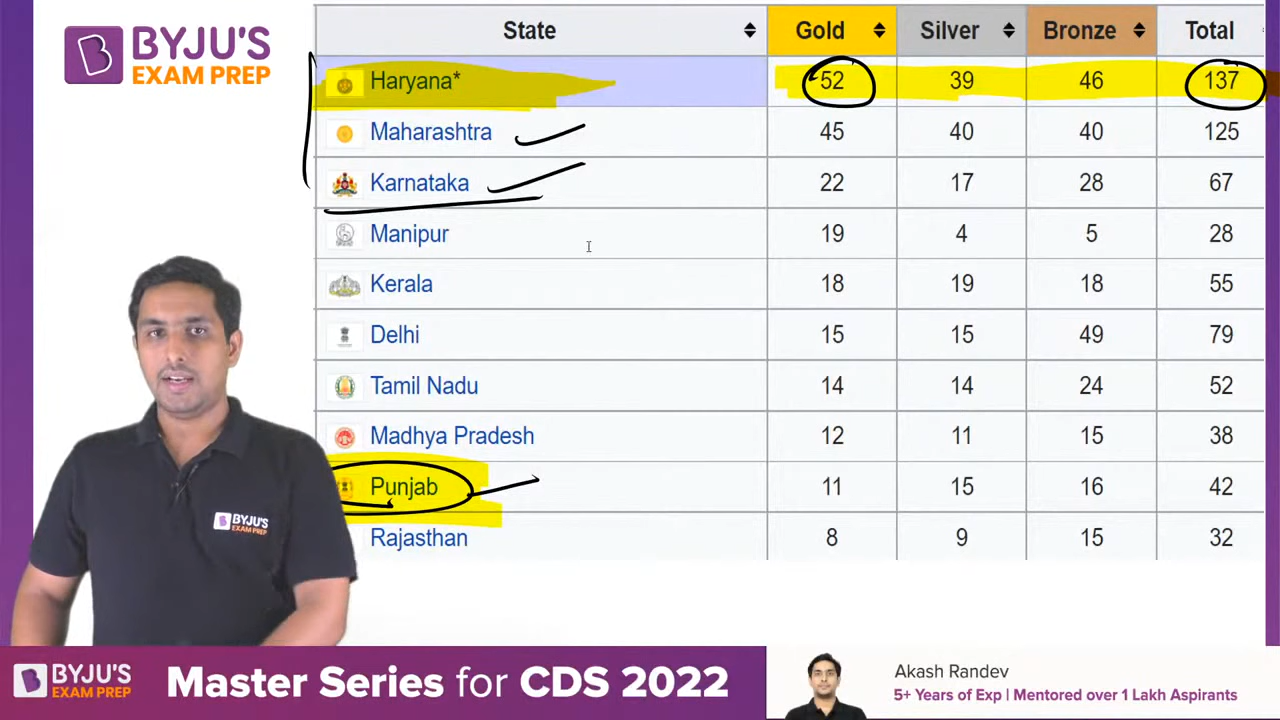 BYJU'S
EXAM PREP
State Gold Silver Bronze Total
Haryana* 52 39 46 137
Maharashtra 45 40 40 125
Karnataka 22 17 28 67
Manipur 19 4 5 28
Kerala 18 19 18 55
Delhi 15 15 49 79
Tamil Nadu 14 14 24 52
Madhya Pradesh 12 11 15 38
Punjab 11 15 16 42
Rajasthan 8 9 15 32
BYJU'S
EXAM PREP
BYJU'S
EXAM PREP
Master Series for CDS 2022
Akash Randev
5+ Years of Exp | Mentored over 1 Lakh Aspirants